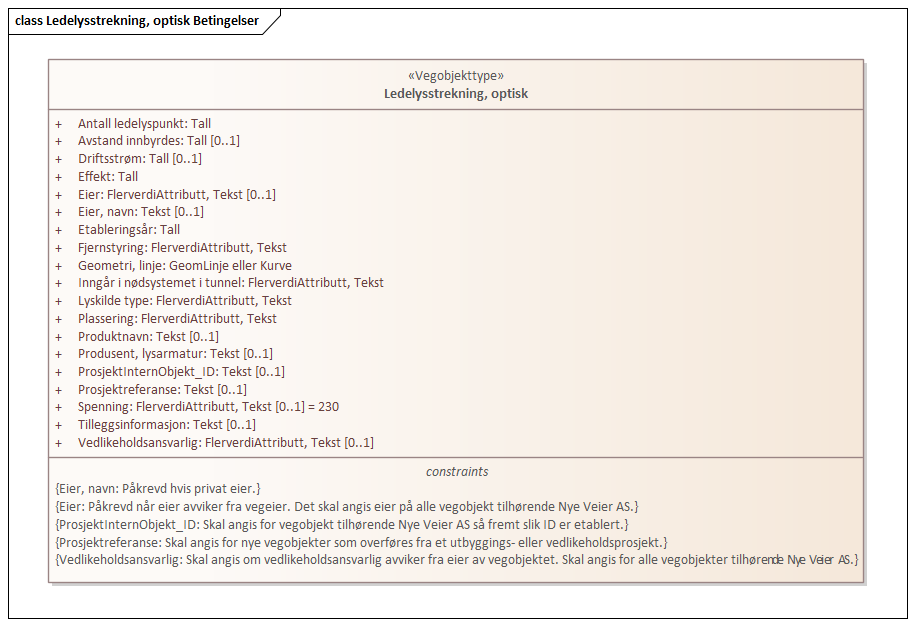 class Ledelysstrekning, optisk Betingelser
«Vegobjekttype»
Ledelysstrekning, optisk
+ Antall ledelyspunkt: Tall
+ Avstand innbyrdes: Tall [0..1]
+ Driftsstrøm: Tall [0..1]
+ Effekt: Tall
+ Eier: FlerverdiAttributt, Tekst [0..1]
+ Eier, navn: Tekst [0..1]
+ Etableringsår: Tall
+ Fjernstyring: FlerverdiAttributt, Tekst
+ Geometri, linje: GeomLinje eller Kurve
+ Inngår i nødsystemet i tunnel: FlerverdiAttributt, Tekst
+ Lyskilde type: FlerverdiAttributt, Tekst
+ Plassering: FlerverdiAttributt, Tekst
+ Produktnavn: Tekst [0..1]
+ Produsent, lysarmatur: Tekst [0..1]
+ ProsjektInternObjekt_ID: Tekst [0..1]
+ Prosjektreferanse: Tekst [0..1]
+ Spenning: FlerverdiAttributt, Tekst [0..1] = 230
+ Tilleggsinformasjon: Tekst [0..1]
+ Vedlikeholdsansvarlig: FlerverdiAttributt, Tekst [0..1]
constraints
{Eier, navn: Påkrevd hvis privat eier.}
{Eier: Påkrevd når eier avviker fra vegeier. Det skal angis eier på alle vegobjekt tilhørende Nye Veier AS.}
{ProsjektInternObjekt_ID: Skal angis for vegobjekt tilhørende Nye Veier AS så fremt slik ID er etablert.}
{Prosjektreferanse: Skal angis for nye vegobjekter som overføres fra et utbyggings- eller vedlikeholdsprosjekt.}
{Vedlikeholdsansvarlig: Skal angis om vedlikeholdsansvarlig avviker fra eier av vegobjektet. Skal angis for alle vegobjekter tilhørende Nye Veier AS.}